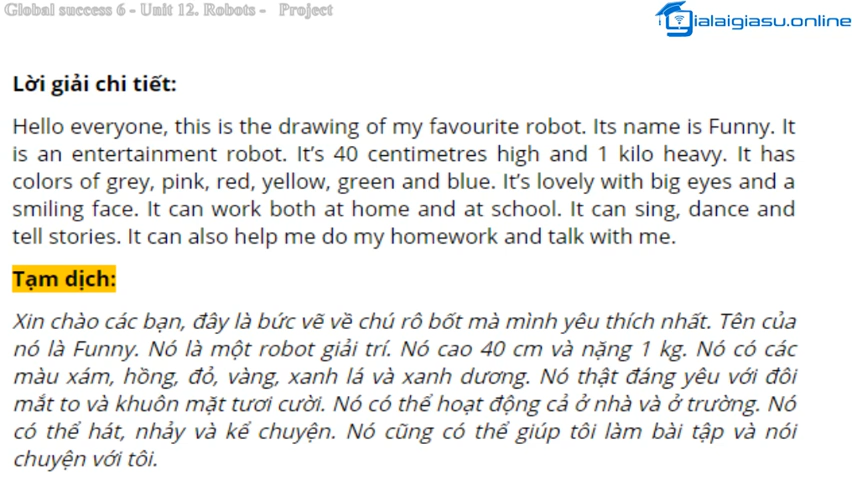 Global success 6 - Unit 12. Robots - Project
ialaigiasu.online
Lời giải chi tiết:
Hello everyone, this is the drawing of my favourite robot. Its name is Funny. It
is an entertainment robot. It's 40 centimetres high and 1 kilo heavy. It has
colors of grey, pink, red, yellow, green and blue. It's lovely with big eyes and a
smiling face. It can work both at home and at school. It can sing, dance and
tell stories. It can also help me do my homework and talk with me.
Tạm dịch:
Xin chào các bạn, đây là bức vẽ về chú rô bốt mà mình yêu thích nhất. Tên của
nó là Funny. Nó là một robot giải trí. Nó cao 40 cm và nặng 1 kg. Nó có các
màu xám, hồng, đỏ, vàng, xanh lá và xanh dương. Nó thật đáng yêu với đôi
mắt to và khuôn mặt tươi cười. Nó có thể hoạt động cả ở nhà và ở trường. Nó
có thể hát, nhảy và kể chuyện. Nó cũng có thể giúp tôi làm bài tập và nói
chuyện với tôi.